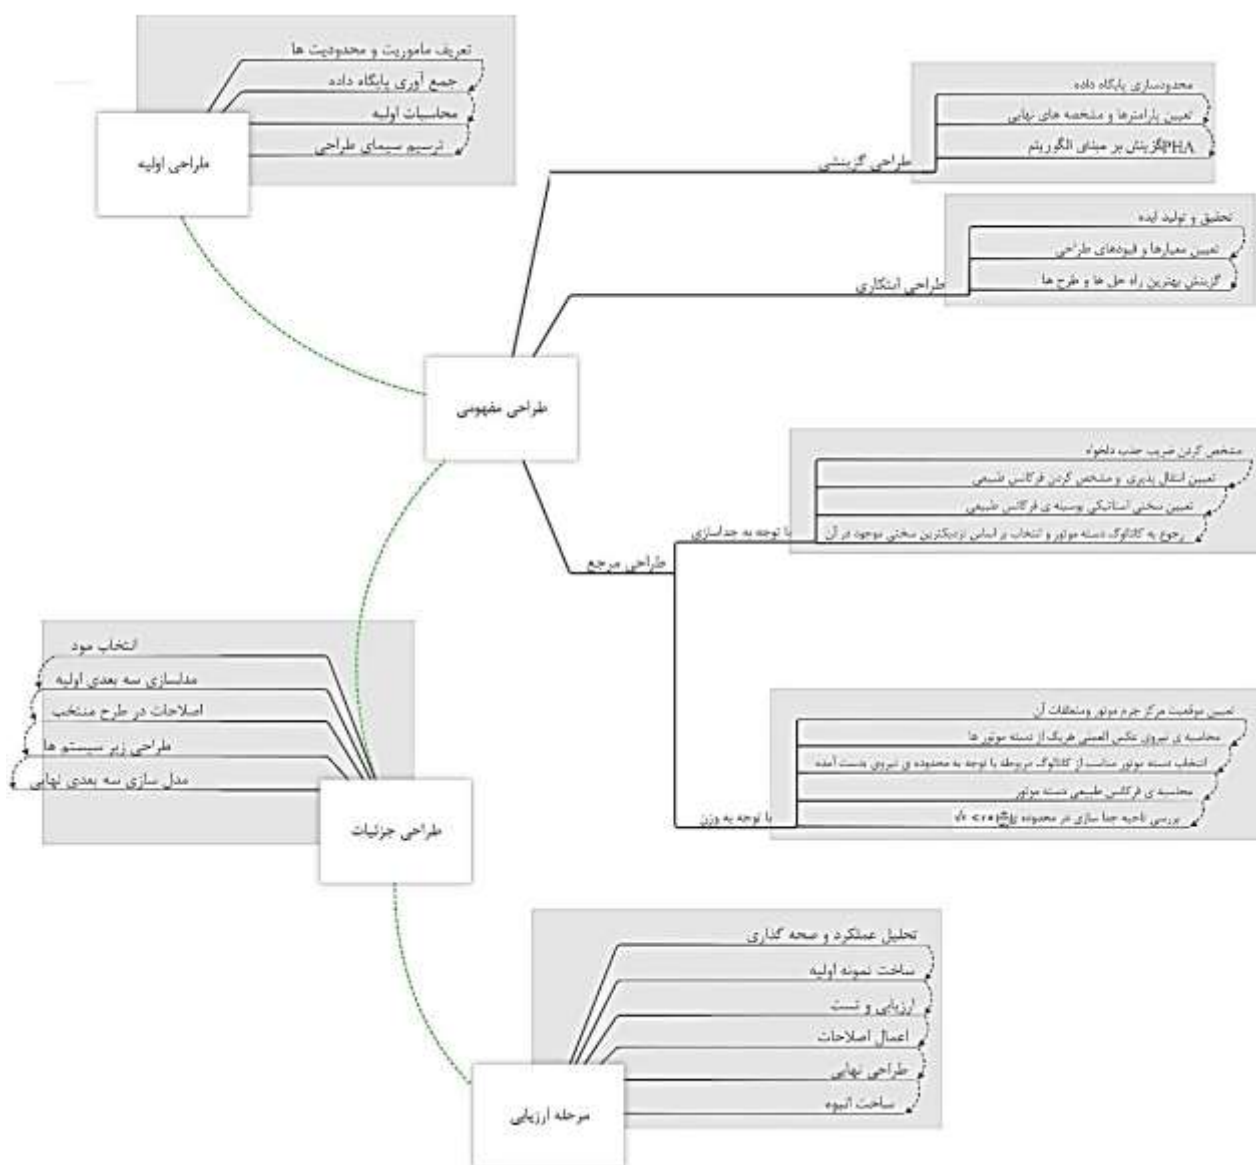 تعریف ماموریت و محدودیت ها
جمع آوری پایگاه داده
محاسبات اولیه
ترسیم سیمای طراحی
طراحی اولیه
محدودسازی پایگاه داده
تعیین پارامترها و مشخصه های نهایی
گزینش بر مبنای الگوریتم PHA
طراحی گزینشی
تحقیق و تولید ایده
تعیین معیارها و قیودهای طراحی
گزینش بهترین راه حل ها و طرح ها
طراحی ابتکاری
طراحی مفهومی
مشخص کردن ضریب جذب دلخواه
تعیین انتقال پذیری و مشخص کردن فرکانس طبیعی
تعیین سختی استاتیکی بوسیله ی فرکانس طبیعی
رجوع به کاتالوگ دسته موتور و انتخاب بر اساس نزدیکترین سختی موجود در آن
با توجه به جداسازی
طراحی مرجع
تعیین موقعیت مرکز جرم موتور ومتعلقات آن
محاسبه ی نیروی عکس العملی هریک از دسته موتور ها
انتخاب دسته موتور مناسب از کاتالوگ مربوطه با توجه به محدوده ی نیروی بدست آمده
محاسبه ی فرکانس طبیعی دسته موتور
بررسی ناحیه جدا سازی در محدوده ی
با توجه به وزن
انتخاب مود
مدلسازی سه بعدی اولیه
اصلاحات در طرح منتخب
طراحی زیر سیستم ها
مدل سازی سه بعدی نهایی
طراحی جزئیات
تحلیل عملکرد و صحه گذاری
ساخت نمونه اولیه
ارزیابی و تست
اعمال اصلاحات
طراحی نهایی
ساخت انبوه
مرحله ارزیابی